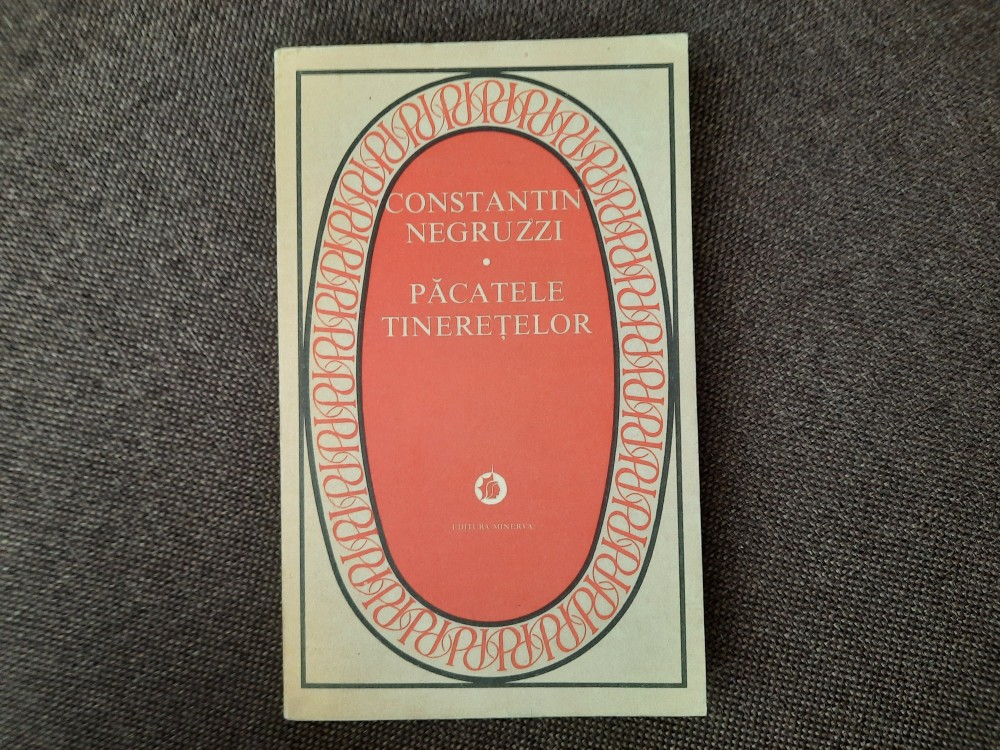 CONSTANTIN
NEGRUZZI
•
PĂCATELE
TINEREȚELOR
EDITURA MINERVA